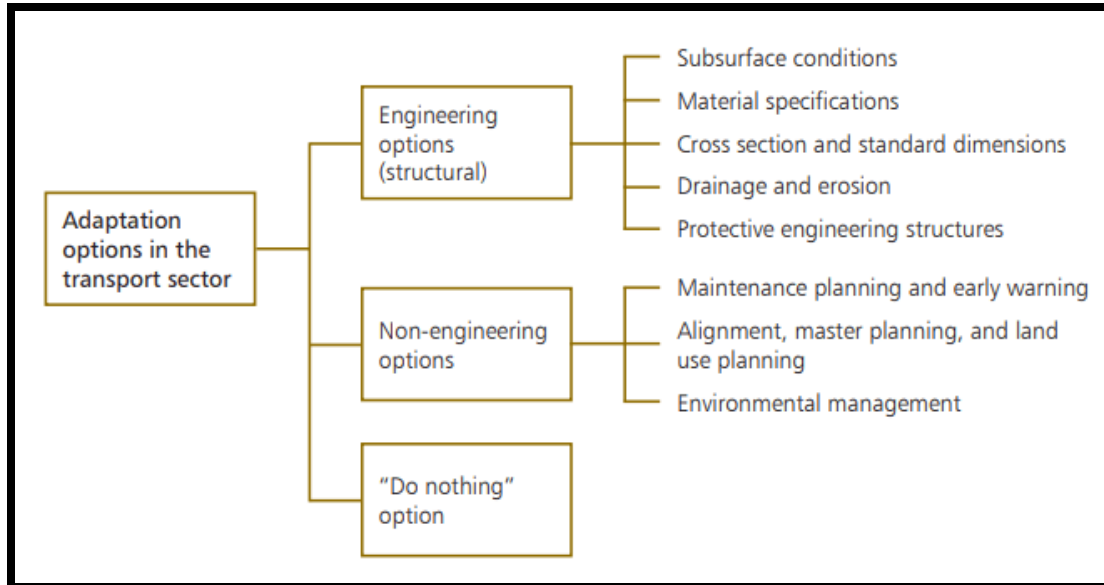 Adaptation
options in the
transport sector
Engineering
options
(structural)
Subsurface conditions
Material specifications
Cross section and standard dimensions
Drainage and erosion
Protective engineering structures
Non-engineering
options
Maintenance planning and early warning
Alignment, master planning, and land
use planning
Environmental management
“Do nothing”
option